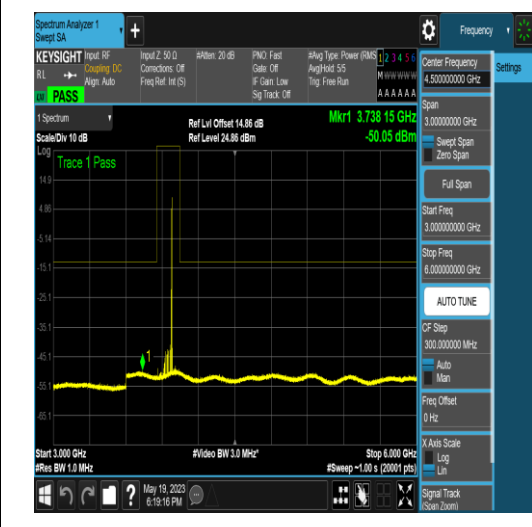 Spectrum Analyzer 1
Swept SA
+
Frequency
KEYSIGHT
RL
Input: RF
Coupling: DC
Align: Auto
Input Z: 50 Ω
Corrections: Off
Freq Ref: Int (S)
#Atten: 20 dB
PNO: Fast
Gate: Off
IF Gain: Low
Sig Track: Off
#Avg Type: Power (RMS
AvgHold: 5/5
Trig: Free Run
1 2 3 4 5 6
M W W W W W
A A A A A A
PASS
1 Spectrum
Scale/Div 10 dB
Log
Ref Lvl Offset 14.86 dB
Ref Level 24.86 dBm
Mkr1 3.738 15 GHz
-50.05 dBm
Trace 1 Pass
14.9
4.86
-5.14
-15.1
-25.1
-35.1
-45.1
-55.1
-65.1
1
Start 3.000 GHz
#Res BW 1.0 MHz
#Video BW 3.0 MHz*
Stop 6.000 GHz
#Sweep ~1.00 s (20001 pts)
?
May 19, 2023
6:19:16 PM
Center Frequency
4.500000000 GHz
Span
3.00000000 GHz
Swept Span
Zero Span
Full Span
Start Freq
3.000000000 GHz
Stop Freq
6.000000000 GHz
AUTO TUNE
CF Step
300.000000 MHz
Auto
Man
Freq Offset
0 Hz
X Axis Scale
Log
Lin
Signal Track
(Span Zoom)
Settings